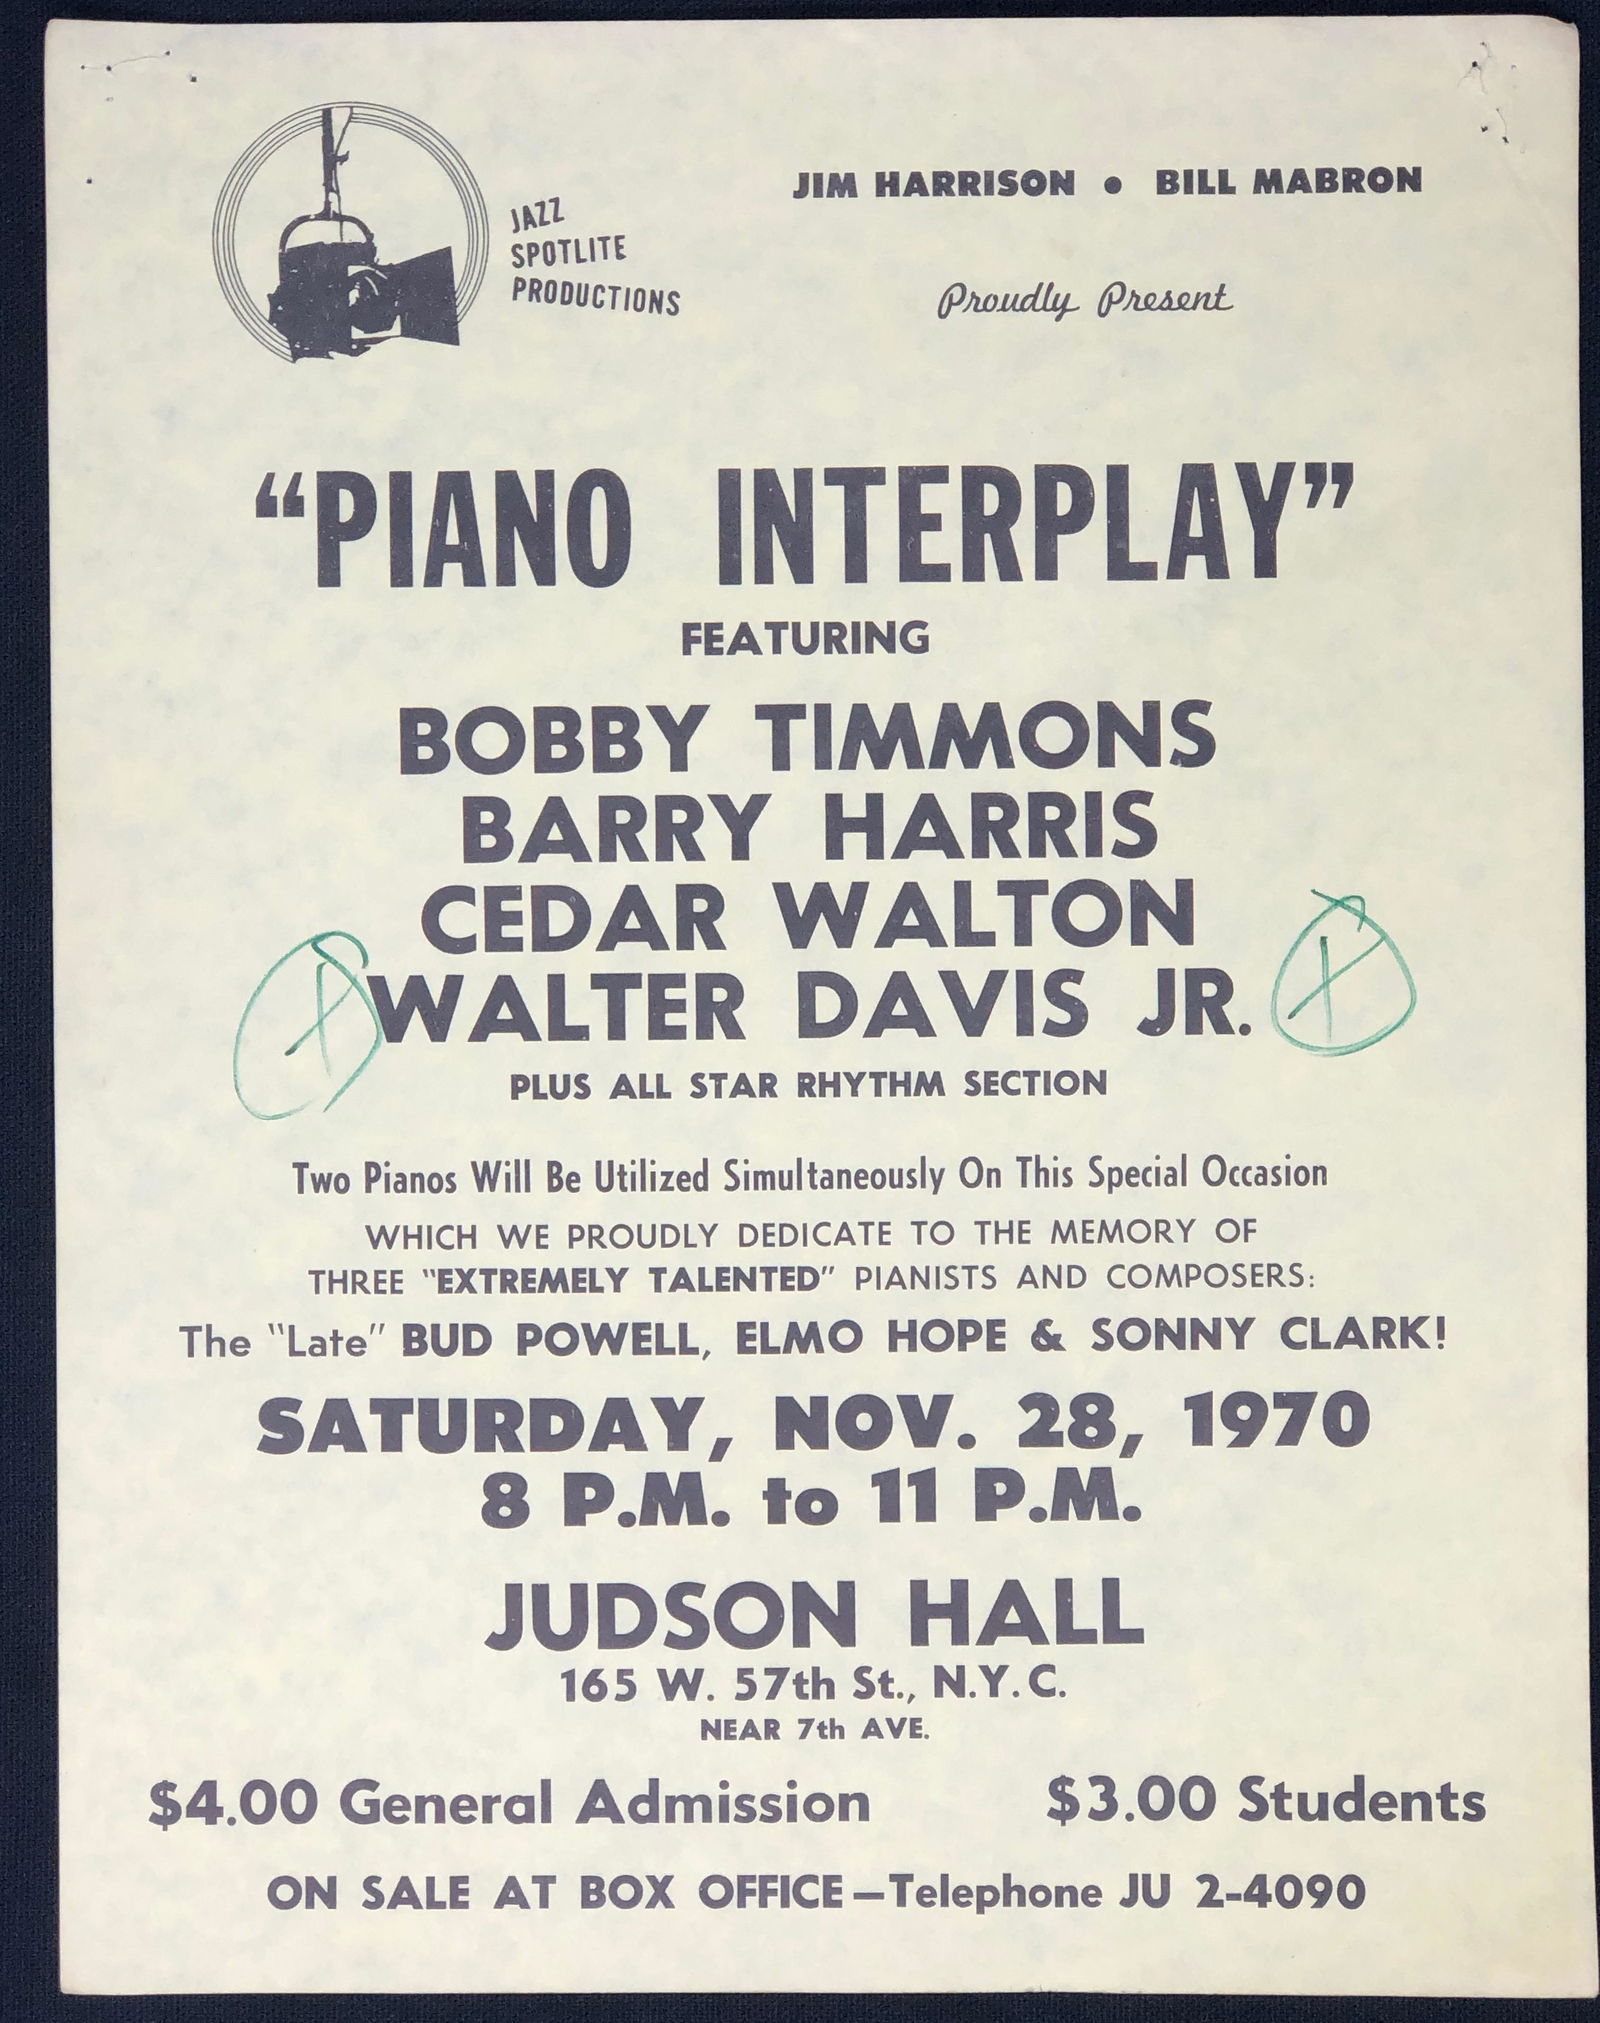 JAZZ
SPOTLITE
PRODUCTIONS
JIM HARRISON • BILL MABRON
Proudly Present
“PIANO INTERPLAY”
FEATURING
BOBBY TIMMONS
BARRY HARRIS
CEDAR WALTON
WALTER DAVIS JR.
PLUS ALL STAR RHYTHM SECTION
Two Pianos Will Be Utilized Simultaneously On This Special Occasion
WHICH WE PROUDLY DEDICATE TO THE MEMORY OF
THREE "EXTREMELY TALENTED" PIANISTS AND COMPOSERS:
The "Late" BUD POWELL, ELMO HOPE & SONNY CLARK!
SATURDAY, NOV. 28, 1970
8 P.M. to 11 P.M.
JUDSON HALL
165 W. 57th St., N.Y.C.
NEAR 7th AVE.
$4.00 General Admission $3.00 Students
ON SALE AT BOX OFFICE—Telephone JU 2-4090